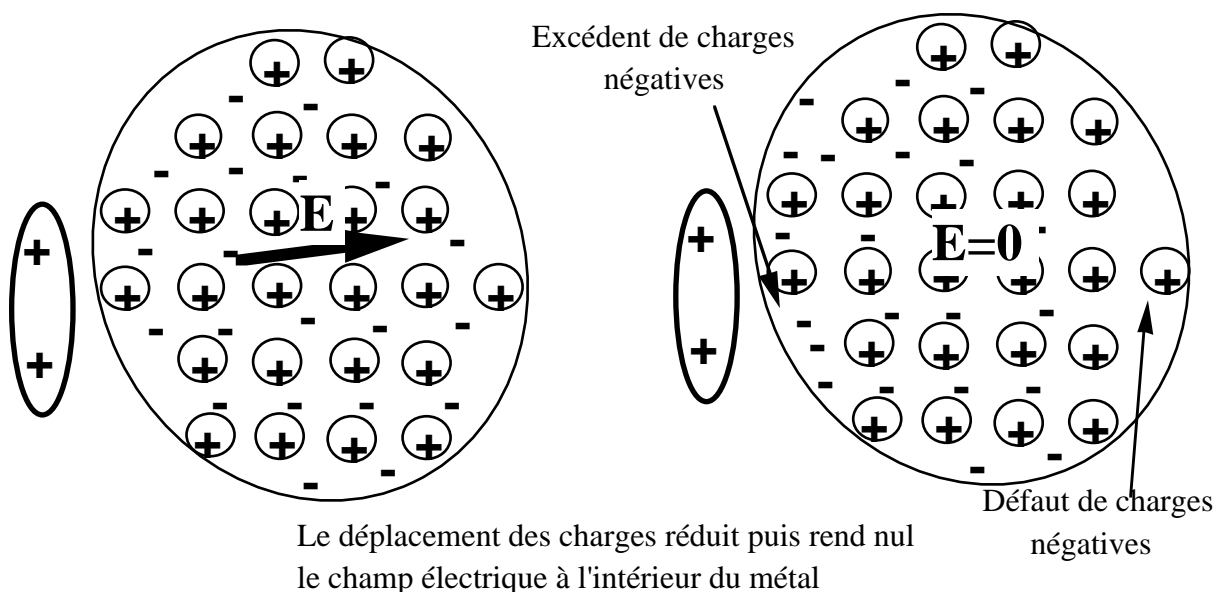 Excédent de charges
négatives
E
E=0
Défaut de charges
négatives
Le déplacement des charges réduit puis rend nul
le champ électrique à l'intérieur du métal